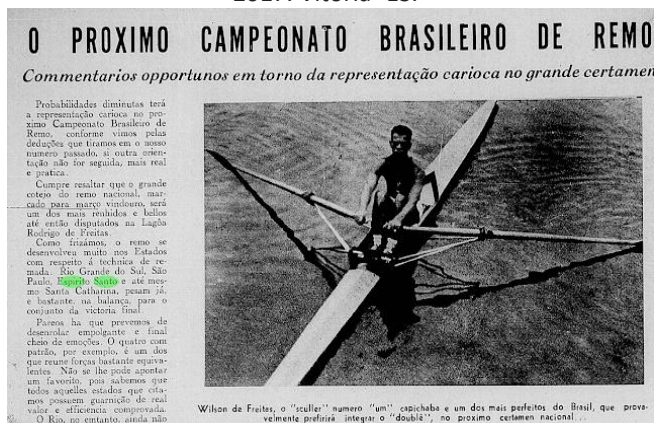 O PROXIMO CAMPEONATO BRASILEIRO DE REMO
Commentarios opportunos em torno da representação carioca no grande certamen
Probabilidades diminutas terá
a representação carioca no pro-
ximo Campeonato Brasileiro de
Remo, conforme vimos pelas
deduções que tiramos em o nosso
numero passado, si outra orien-
tação não for seguida, mais real
e pratica.
Cumpre resaltar que o grande
cotejo do remo nacional, mar-
cado para março vindouro, será
um dos mais renhidos e bellos
até então disputados na Lagôa
Rodrigo de Freitas.
Como frizámos, o remo se
desenvolveu muito nos Estados
com respeito á technica de re-
mada. Rio Grande do Sul, São
Paulo, Espirito Santo e até mes-
mo Santa Catharina, pesam já,
e bastante, na balança, para o
conjunto da victoria final.
Pareos ha que prevemos de
desenrolar empolgante e final
cheio de emoções. O quatro com
patrão, por exemplo, é um dos
que reune forças bastante equiva-
lentes. Não se lhe pode apontar
um favorito, pois sabemos que
todos aquelles estados que cita-
mos possuem guarnição de real
valor e efficiencia comprovada.
O Rio, no entanto, ainda não
Wilson de Freitas, o "sculler" numero "um" capichaba e um dos mais perfeitos do Brasil, que prova-
velmente prefirirá integrar o "doublê", no proximo certamen nacional...